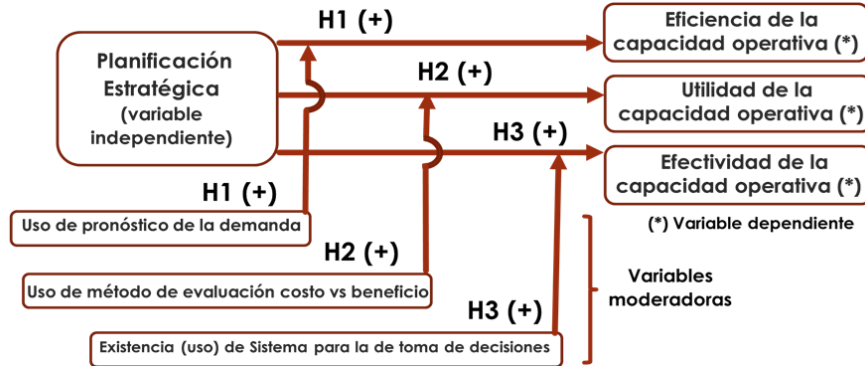 H1 (+)
Eficiencia de la
capacidad operativa (*)
Planificación
Estratégica
(variable
independiente)
H2 (+)
Utilidad de la
capacidad operativa (*)
H3 (+)
Efectividad de la
capacidad operativa (*)
H1 (+)
Uso de pronóstico de la demanda
(*) Variable dependiente
H2 (+)
Uso de método de evaluación costo vs beneficio
Variables
moderadoras
H3 (+)
Existencia (uso) de Sistema para la de toma de decisiones